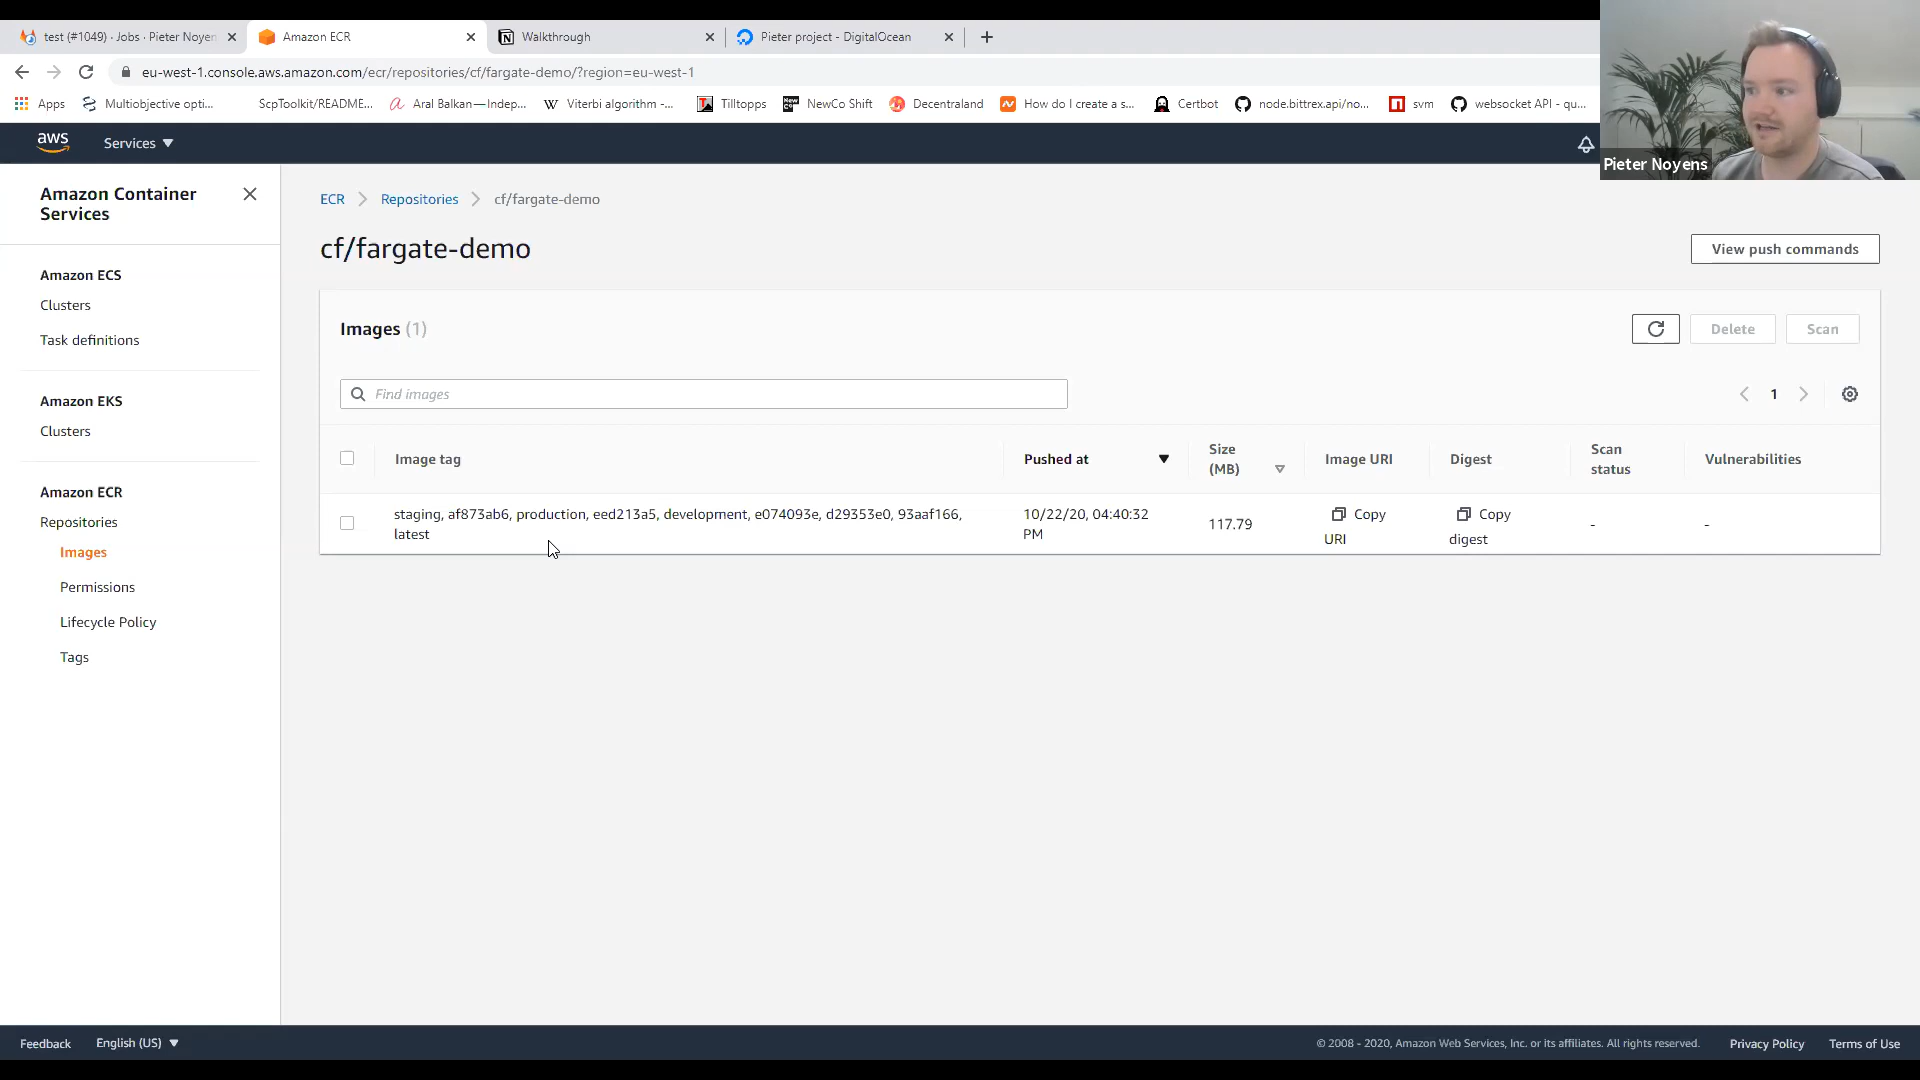 test (#1049) · Jobs · Pieter Noyen
Amazon ECR
Walkthrough
Pieter project - DigitalOcean
eu-west-1.console.aws.amazon.com/ecr/repositories/cf/fargate-demo/?region=eu-west-1
Apps
Multiobjective opti...
ScpToolkit/README...
Aral Balkan — Indep...
Viterbi algorithm -...
Tilltopps
NewCo Shift
Decentraland
How do I create a s...
Certbot
node.bittrex.api/no...
svm
websocket API - qu...
Pieter Noyens
aws
Services
Amazon Container
Services
Amazon ECS
Clusters
Task definitions
Amazon EKS
Clusters
Amazon ECR
Repositories
Images
Permissions
Lifecycle Policy
Tags
ECR
Repositories
cf/fargate-demo
cf/fargate-demo
View push commands
Images (1)
Delete
Scan
Find images
1
Image tag
Pushed at
Size
(MB)
Image URI
Digest
Scan
status
Vulnerabilities
staging, af873ab6, production, eed213a5, development, e074093e, d29353e0, 93aaf166,
latest
10/22/20, 04:40:32
PM
117.79
Copy
URI
Copy
digest
-
-
Feedback
English (US)
© 2008 - 2020, Amazon Web Services, Inc. or its affiliates. All rights reserved.
Privacy Policy
Terms of Use